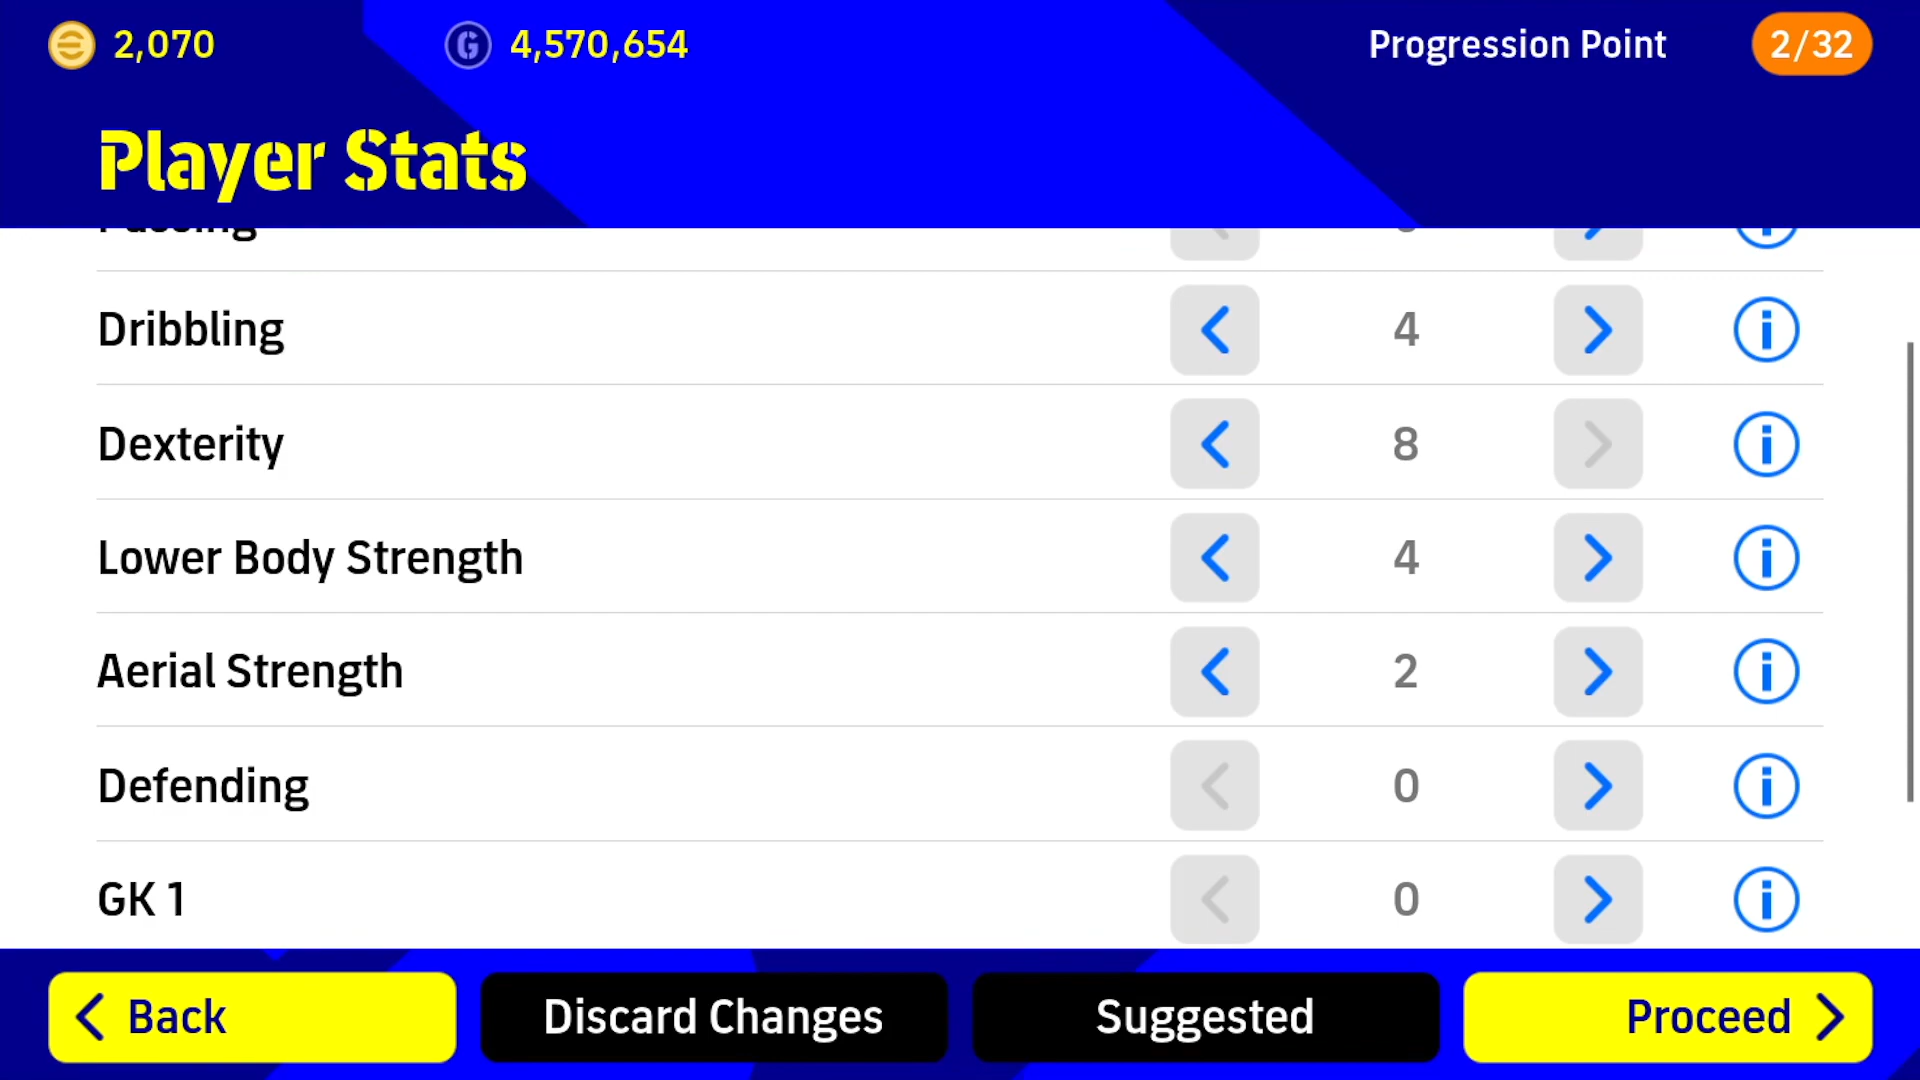 2,070
4,570,654
Progression Point
2/32
Player Stats
Passing
Dribbling 4
Dexterity 8
Lower Body Strength 4
Aerial Strength 2
Defending 0
GK 1 0
Back
Discard Changes
Suggested
Proceed